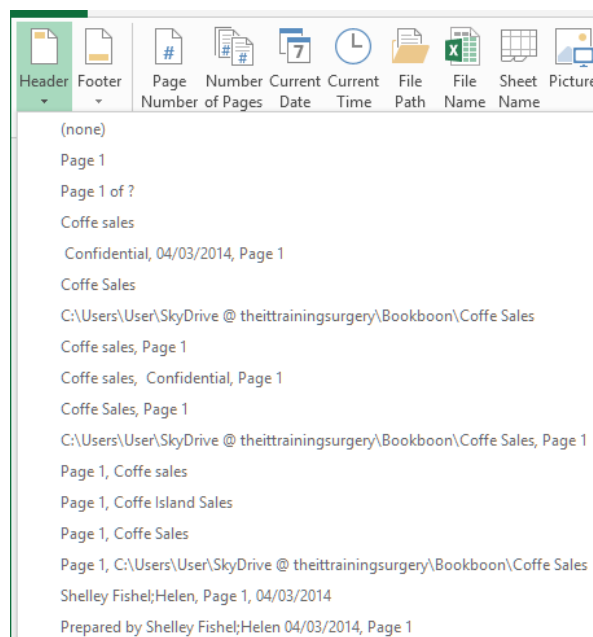 Header Footer Page Number Current Current File File Sheet Picture
Number of Pages Date Time Path Name Name
(none)
Page 1
Page 1 of ?
Coffe sales
Confidential, 04/03/2014, Page 1
Coffe Sales
C:\Users\User\SkyDrive @ theittrainingsurgery\Bookboon\Coffe Sales
Coffe sales, Page 1
Coffe sales,  Confidential, Page 1
Coffe Sales, Page 1
C:\Users\User\SkyDrive @ theittrainingsurgery\Bookboon\Coffe Sales, Page 1
Page 1, Coffe sales
Page 1, Coffe Island Sales
Page 1, Coffe Sales
Page 1, C:\Users\User\SkyDrive @ theittrainingsurgery\Bookboon\Coffe Sales
Shelley Fishel;Helen, Page 1, 04/03/2014
Prepared by Shelley Fishel;Helen 04/03/2014, Page 1